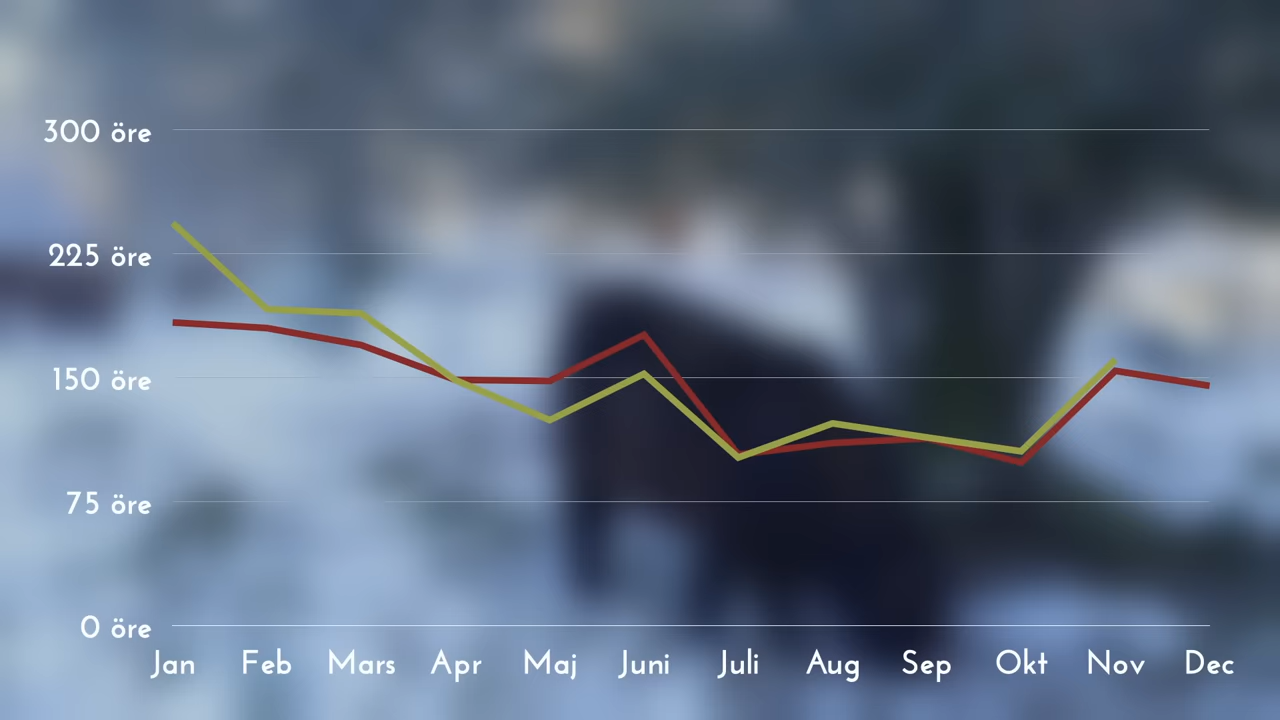 300 öre
225 öre
150 öre
75 öre
0 öre
Jan Feb Mars Apr Maj Juni Juli Aug Sep Okt Nov Dec